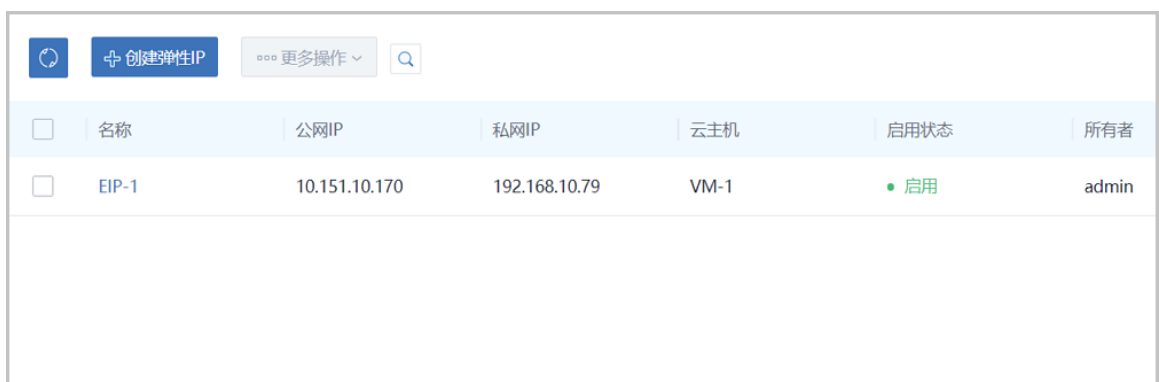 创建弹性IP 更多操作
名称 公网IP 私网IP 云主机 启用状态 所有者
EIP-1 10.151.10.170 192.168.10.79 VM-1 启用 admin